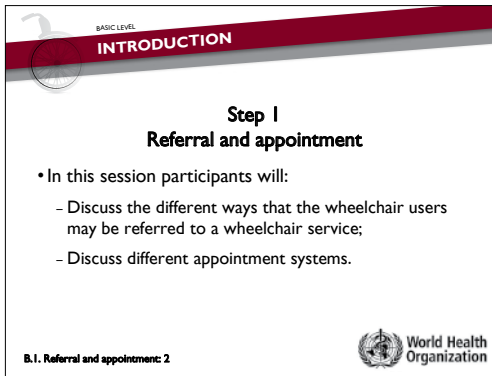 BASIC LEVEL
INTRODUCTION
Step 1
Referral and appointment
• In this session participants will:
– Discuss the different ways that the wheelchair users
may be referred to a wheelchair service;
– Discuss different appointment systems.
B.1. Referral and appointment: 2
World Health
Organization